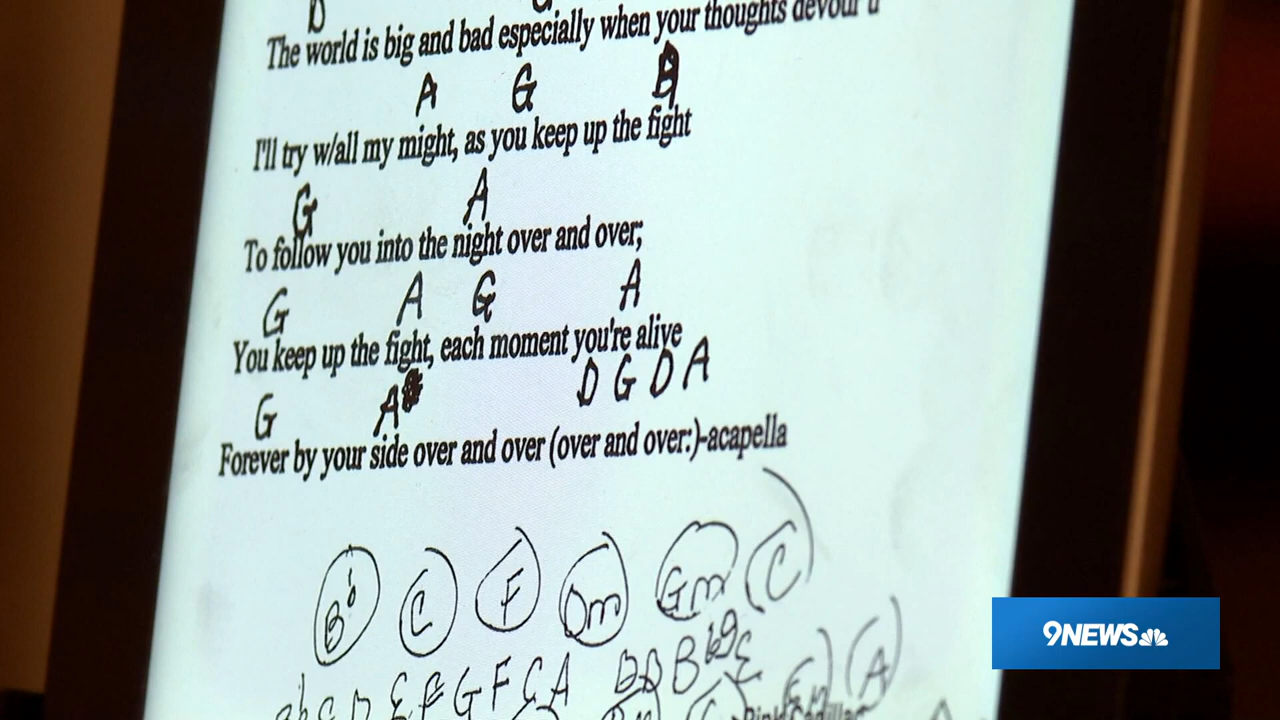 D G
The world is big and bad especially when your thoughts devour u
A G
I'll try w/all my might, as you keep up the fight
G A
To follow you into the night over and over;
G A G A
You keep up the fight, each moment you're alive
G A D G D A
Forever by your side over and over (over and over:)-acapella
Bb C F Dm Gm C
G F C A
Em A
9NEWS